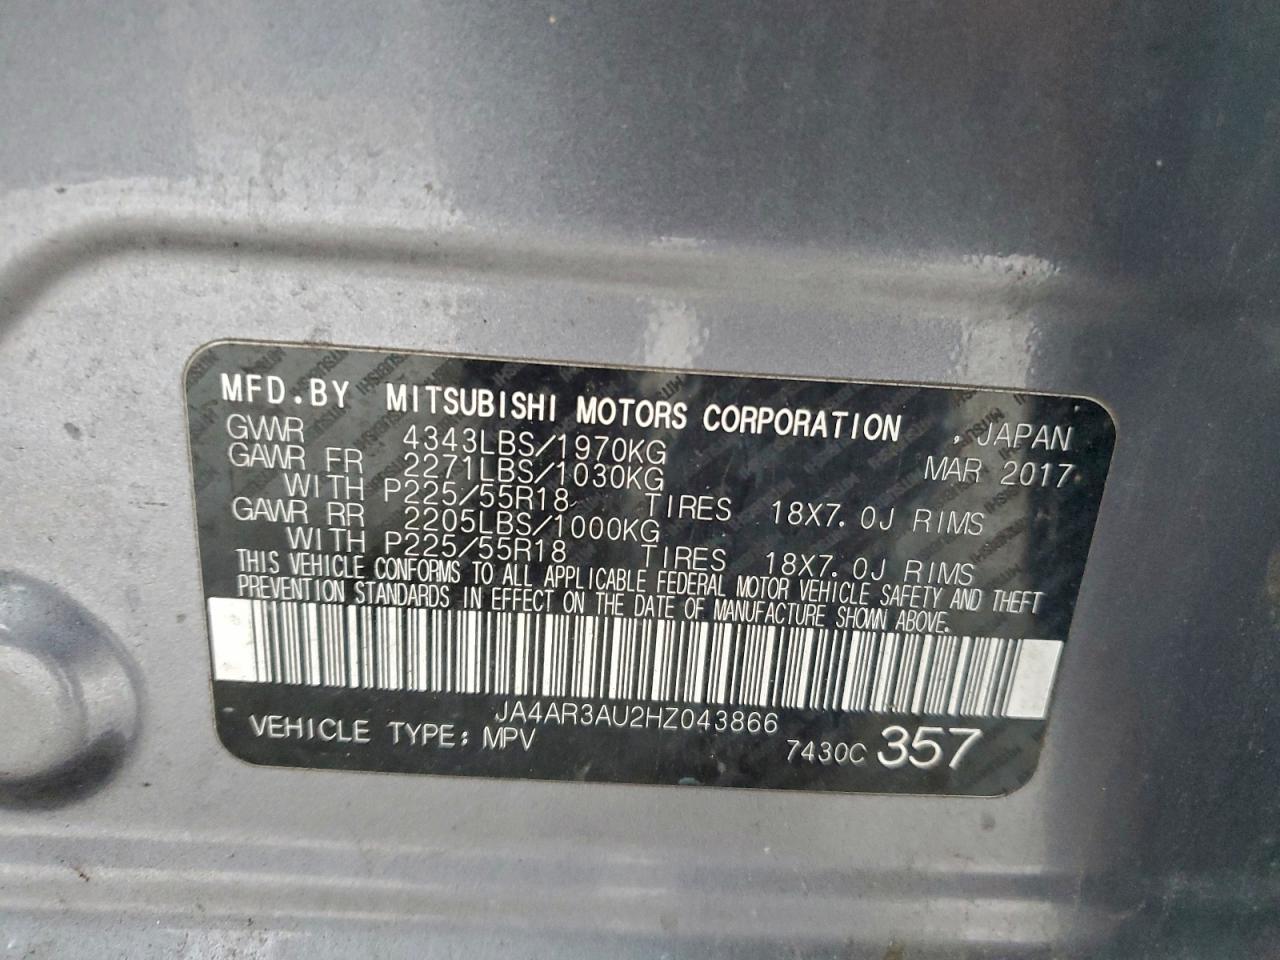 MFD.BY MITSUBISHI MOTORS CORPORATION , JAPAN
GVWR 4343LBS/1970KG MAR 2017
GAWR FR 2271LBS/1030KG
WITH P225/55R18 TIRES 18X7.0J RIMS
GAWR RR 2205LBS/1000KG
WITH P225/55R18 TIRES 18X7.0J RIMS
THIS VEHICLE CONFORMS TO ALL APPLICABLE FEDERAL MOTOR VEHICLE SAFETY AND THEFT
PREVENTION STANDARDS IN EFFECT ON THE DATE OF MANUFACTURE SHOWN ABOVE.
JA4AR3AU2HZ043866
VEHICLE TYPE: MPV 7430C 357